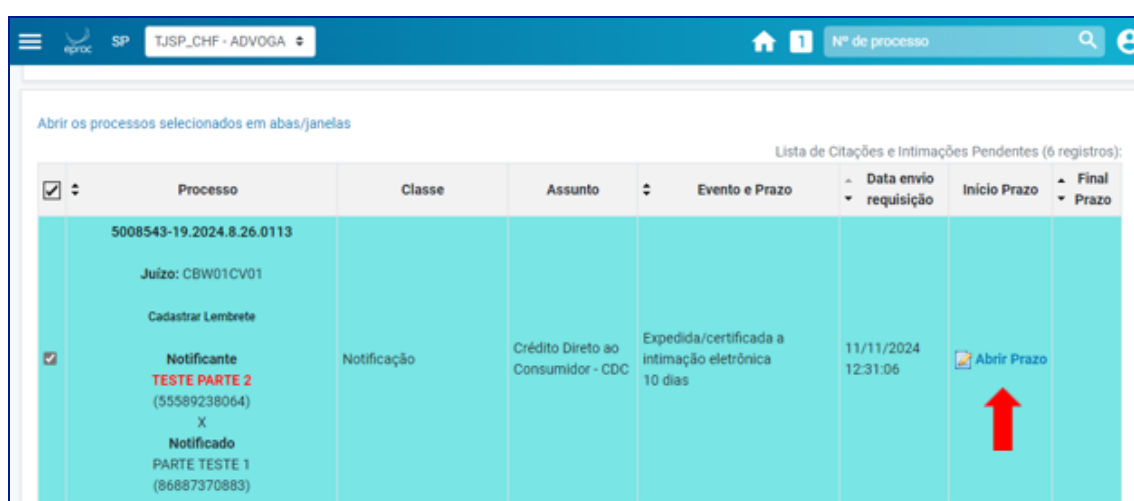 eproc SP TJSP_CHF - ADVOGA 1 Nº de processo
Abrir os processos selecionados em abas/janelas
Lista de Citações e Intimações Pendentes (6 registros):
Processo Classe Assunto Evento e Prazo Data envio requisição Início Prazo Final Prazo
5008543-19.2024.8.26.0113
Juízo: CBW01CV01
Cadastrar Lembrete
Notificante
TESTE PARTE 2
(55589238064)
X
Notificado
PARTE TESTE 1
(86887370883)
Notificação
Crédito Direto ao
Consumidor - CDC
Expedida/certificada a
intimação eletrônica
10 dias
11/11/2024
12:31:06
Abrir Prazo